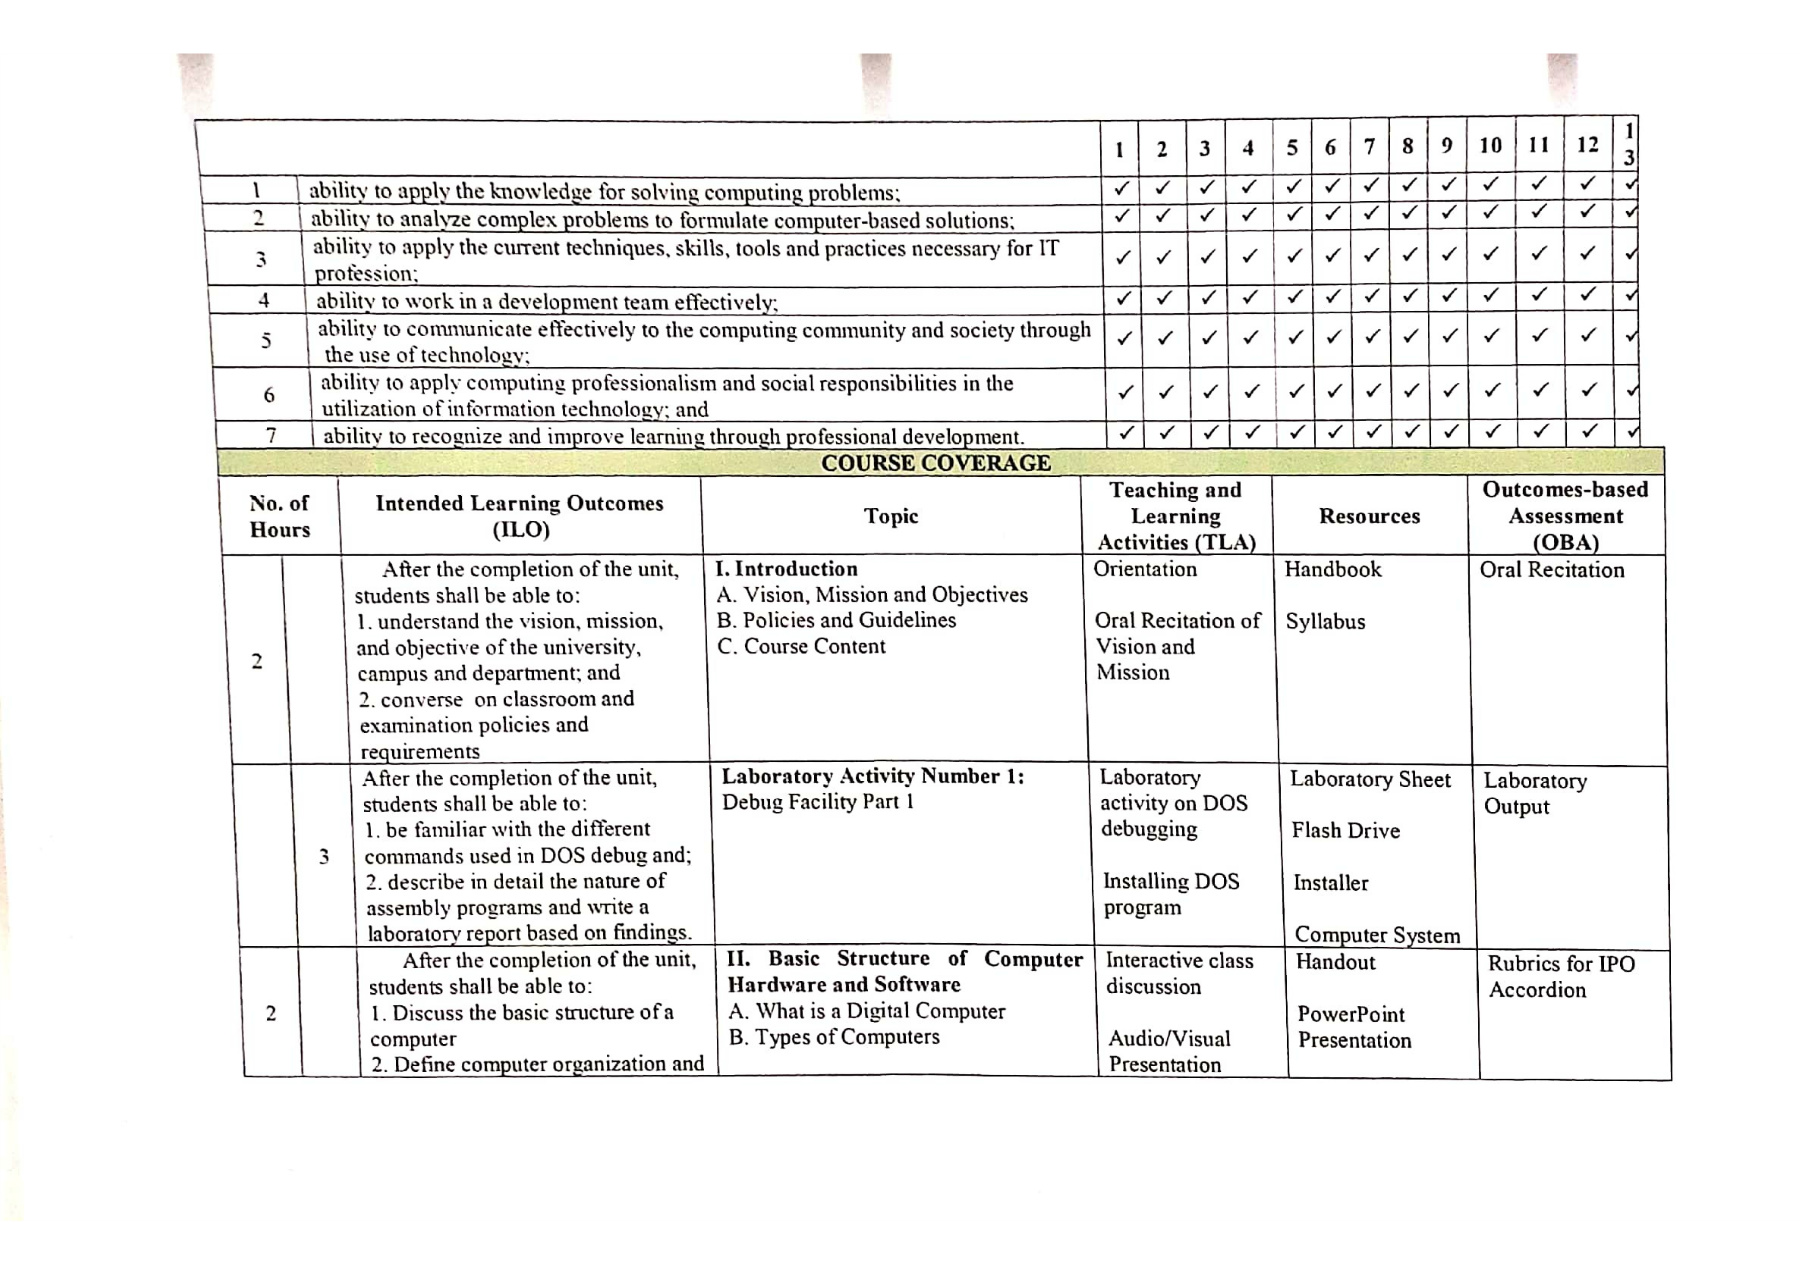 1 2 3 4 5 6 7 8 9 10 11 12 13
1 ability to apply the knowledge for solving computing problems; ✓ ✓ ✓ ✓ ✓ ✓ ✓ ✓ ✓ ✓ ✓ ✓ ✓
2 ability to analyze complex problems to formulate computer-based solutions; ✓ ✓ ✓ ✓ ✓ ✓ ✓ ✓ ✓ ✓ ✓ ✓ ✓
3 ability to apply the current techniques, skills, tools and practices necessary for IT
profession; ✓ ✓ ✓ ✓ ✓ ✓ ✓ ✓ ✓ ✓ ✓ ✓ ✓
4 ability to work in a development team effectively; ✓ ✓ ✓ ✓ ✓ ✓ ✓ ✓ ✓ ✓ ✓ ✓ ✓
5 ability to communicate effectively to the computing community and society through
the use of technology; ✓ ✓ ✓ ✓ ✓ ✓ ✓ ✓ ✓ ✓ ✓ ✓ ✓
6 ability to apply computing professionalism and social responsibilities in the
utilization of information technology; and ✓ ✓ ✓ ✓ ✓ ✓ ✓ ✓ ✓ ✓ ✓ ✓ ✓
7 ability to recognize and improve learning through professional development. ✓ ✓ ✓ ✓ ✓ ✓ ✓ ✓ ✓ ✓ ✓ ✓ ✓
COURSE COVERAGE
No. of
Hours
Intended Learning Outcomes
(ILO)
Topic
Teaching and
Learning
Activities (TLA)
Resources
Outcomes-based
Assessment
(OBA)
2
After the completion of the unit,
students shall be able to:
1. understand the vision, mission,
and objective of the university,
campus and department; and
2. converse on classroom and
examination policies and
requirements
I. Introduction
A. Vision, Mission and Objectives
B. Policies and Guidelines
C. Course Content
Orientation
Oral Recitation of
Vision and
Mission
Handbook
Syllabus
Oral Recitation
3
After the completion of the unit,
students shall be able to:
1. be familiar with the different
commands used in DOS debug and;
2. describe in detail the nature of
assembly programs and write a
laboratory report based on findings.
Laboratory Activity Number 1:
Debug Facility Part 1
Laboratory
activity on DOS
debugging
Installing DOS
program
Laboratory Sheet
Flash Drive
Installer
Computer System
Laboratory
Output
2
After the completion of the unit,
students shall be able to:
1. Discuss the basic structure of a
computer
2. Define computer organization and
II. Basic Structure of Computer
Hardware and Software
A. What is a Digital Computer
B. Types of Computers
Interactive class
discussion
Audio/Visual
Presentation
Handout
PowerPoint
Presentation
Rubrics for IPO
Accordion